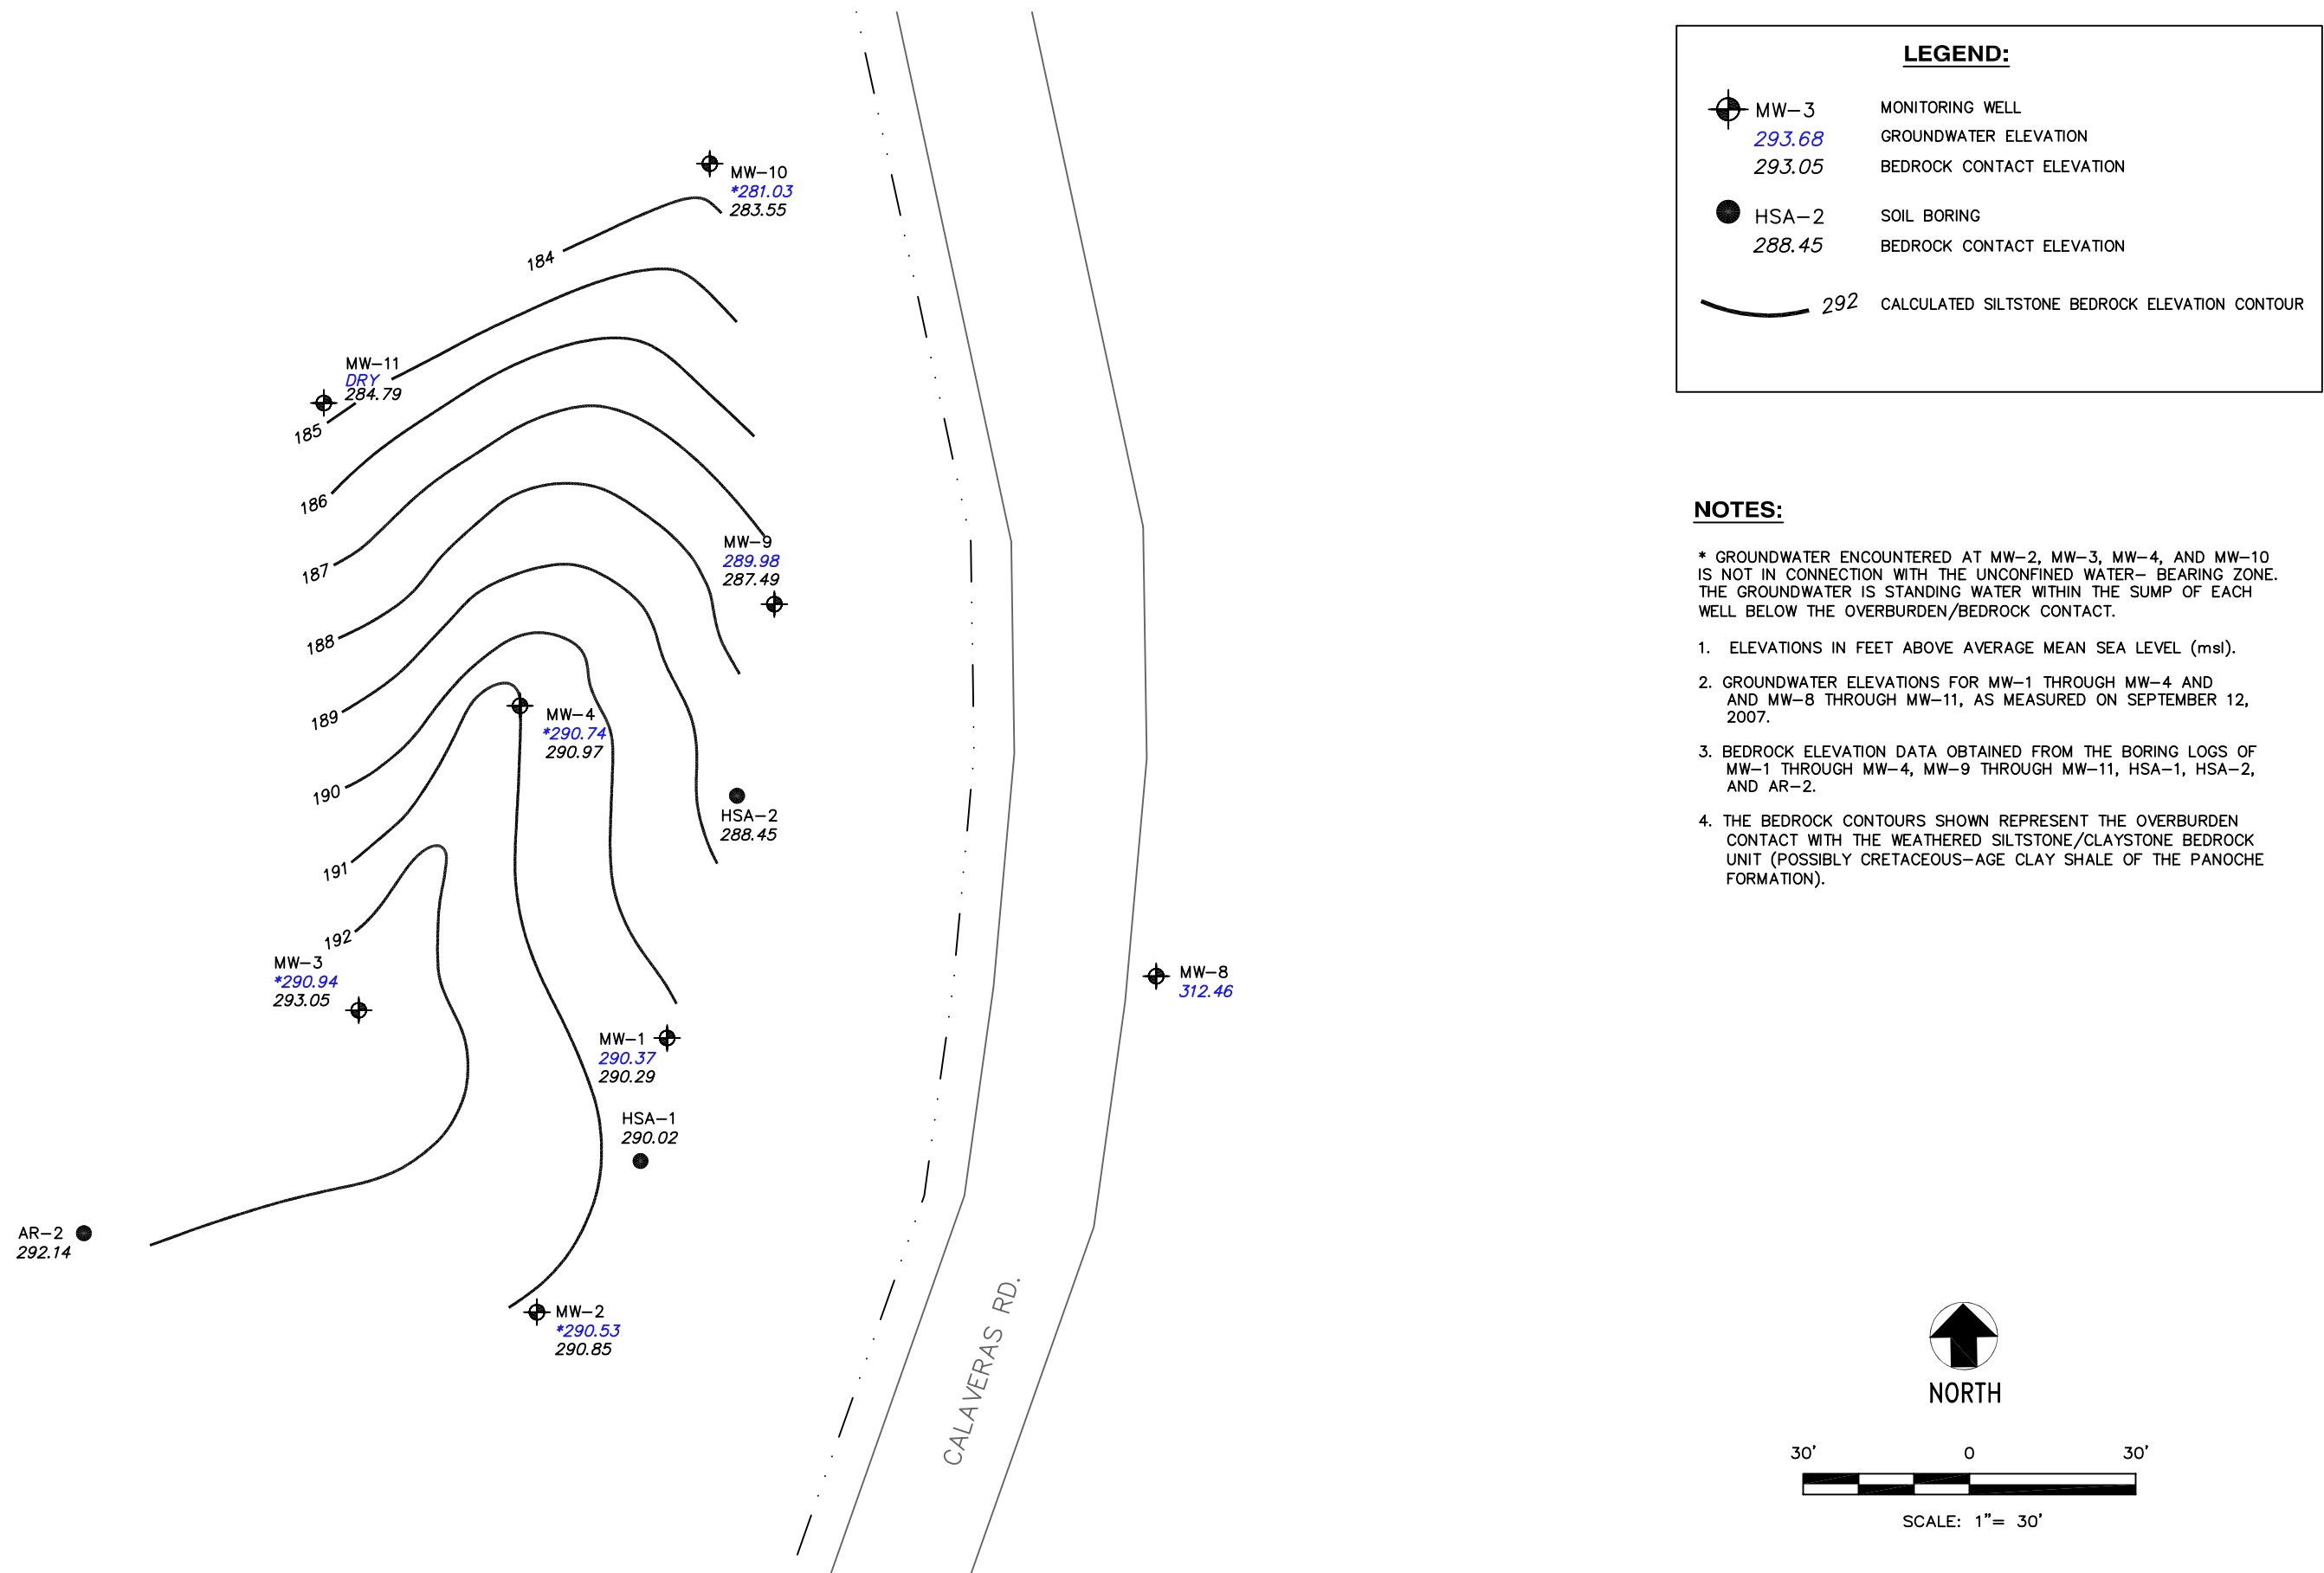 MW-10
*281.03
283.55
184
MW-11
DRY
284.79
185
186
187
188
189
190
191
192
MW-9
289.98
287.49
MW-4
*290.74
290.97
HSA-2
288.45
MW-3
*290.94
293.05
MW-8
312.46
MW-1
290.37
290.29
HSA-1
290.02
AR-2
292.14
MW-2
*290.53
290.85
CALAVERAS RD.
LEGEND:
MW-3 MONITORING WELL
293.68 GROUNDWATER ELEVATION
293.05 BEDROCK CONTACT ELEVATION
HSA-2 SOIL BORING
288.45 BEDROCK CONTACT ELEVATION
292 CALCULATED SILTSTONE BEDROCK ELEVATION CONTOUR
NOTES:
* GROUNDWATER ENCOUNTERED AT MW-2, MW-3, MW-4, AND MW-10
IS NOT IN CONNECTION WITH THE UNCONFINED WATER- BEARING ZONE.
THE GROUNDWATER IS STANDING WATER WITHIN THE SUMP OF EACH
WELL BELOW THE OVERBURDEN/BEDROCK CONTACT.
1. ELEVATIONS IN FEET ABOVE AVERAGE MEAN SEA LEVEL (msl).
2. GROUNDWATER ELEVATIONS FOR MW-1 THROUGH MW-4 AND
AND MW-8 THROUGH MW-11, AS MEASURED ON SEPTEMBER 12,
2007.
3. BEDROCK ELEVATION DATA OBTAINED FROM THE BORING LOGS OF
MW-1 THROUGH MW-4, MW-9 THROUGH MW-11, HSA-1, HSA-2,
AND AR-2.
4. THE BEDROCK CONTOURS SHOWN REPRESENT THE OVERBURDEN
CONTACT WITH THE WEATHERED SILTSTONE/CLAYSTONE BEDROCK
UNIT (POSSIBLY CRETACEOUS-AGE CLAY SHALE OF THE PANOCHE
FORMATION).
NORTH
30' 0 30'
SCALE: 1"= 30'